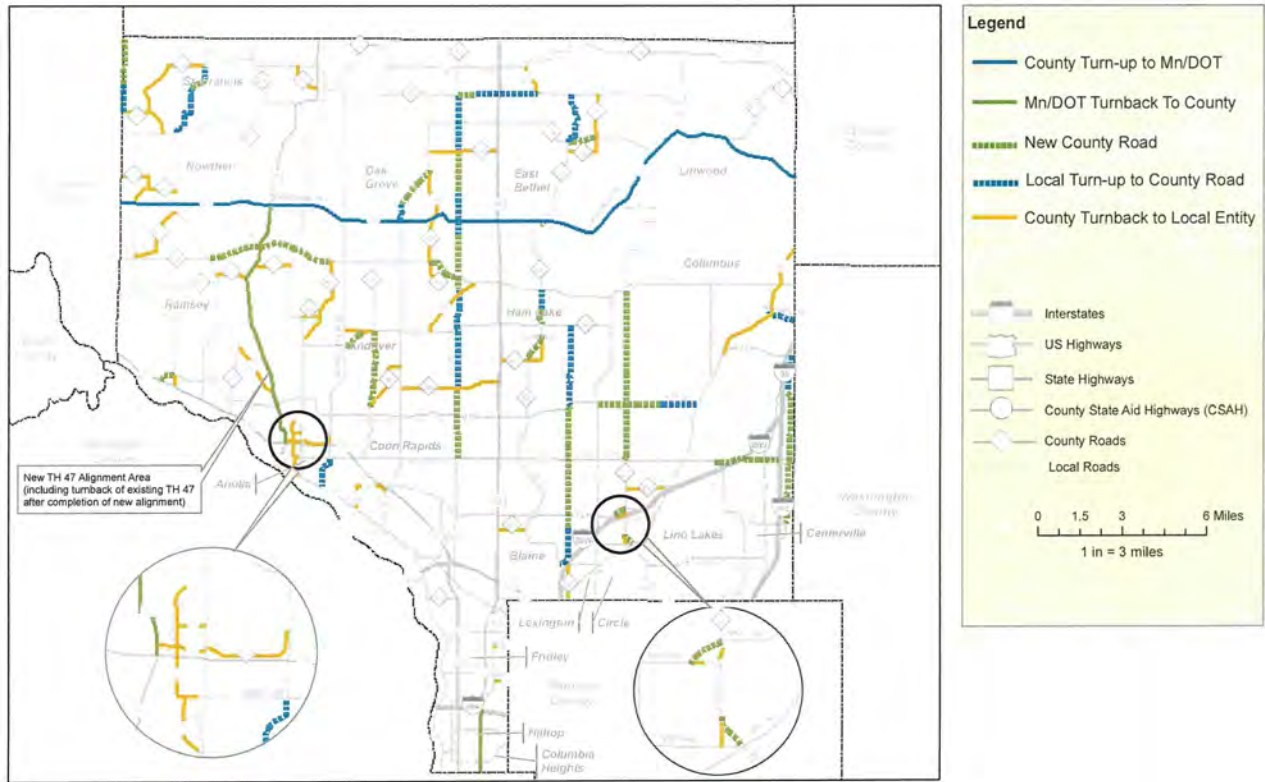 St. Francis
Nowthen
Oak
Grove
East
Bethel
Linwood
Columbus
Ramsey
Ham Lake
Andover
Coon Rapids
New TH 47 Alignment Area
(including turnback of existing TH 47
after completion of new alignment)
Anoka
Washington
County
Lino Lakes
Centerville
Blaine
Lexington
Circle
Fridley
Hilltop
Columbia
Heights
Legend
County Turn-up to Mn/DOT
Mn/DOT Turnback To County
New County Road
Local Turn-up to County Road
County Turnback to Local Entity
Interstates
US Highways
State Highways
County State Aid Highways (CSAH)
County Roads
Local Roads
0 1.5 3 6 Miles
1 in = 3 miles